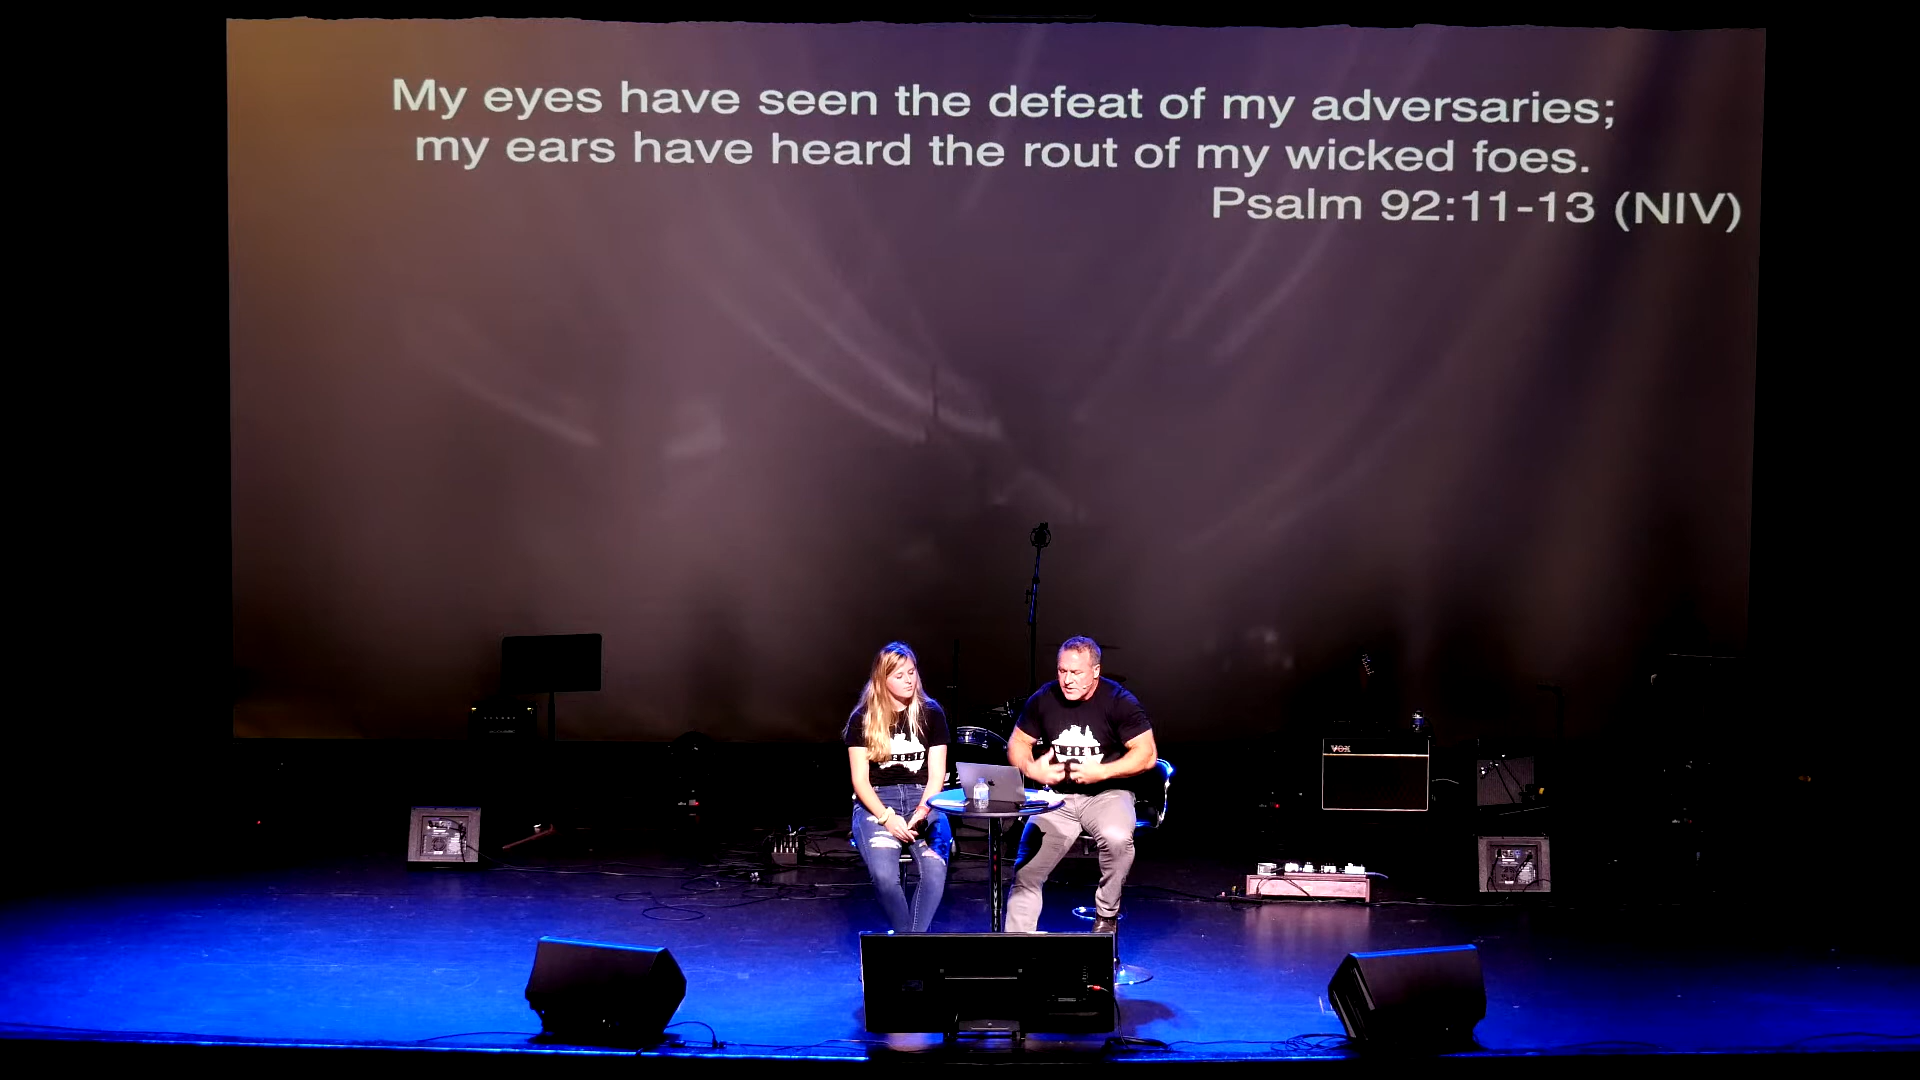 My eyes have seen the defeat of my adversaries;
my ears have heard the rout of my wicked foes.
Psalm 92:11-13 (NIV)
VOX